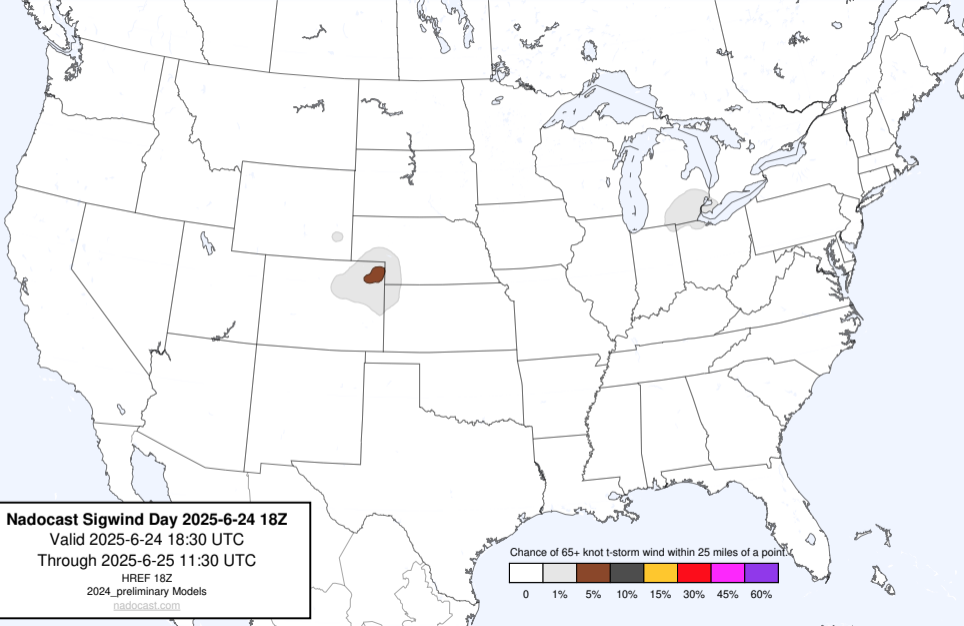 Nadocast Sigwind Day 2025-6-24 18Z
Valid 2025-6-24 18:30 UTC
Through 2025-6-25 11:30 UTC
HREF 18Z
2024_preliminary Models
nadocast.com
Chance of 65+ knot t-storm wind within 25 miles of a point.
0 1% 5% 10% 15% 30% 45% 60%